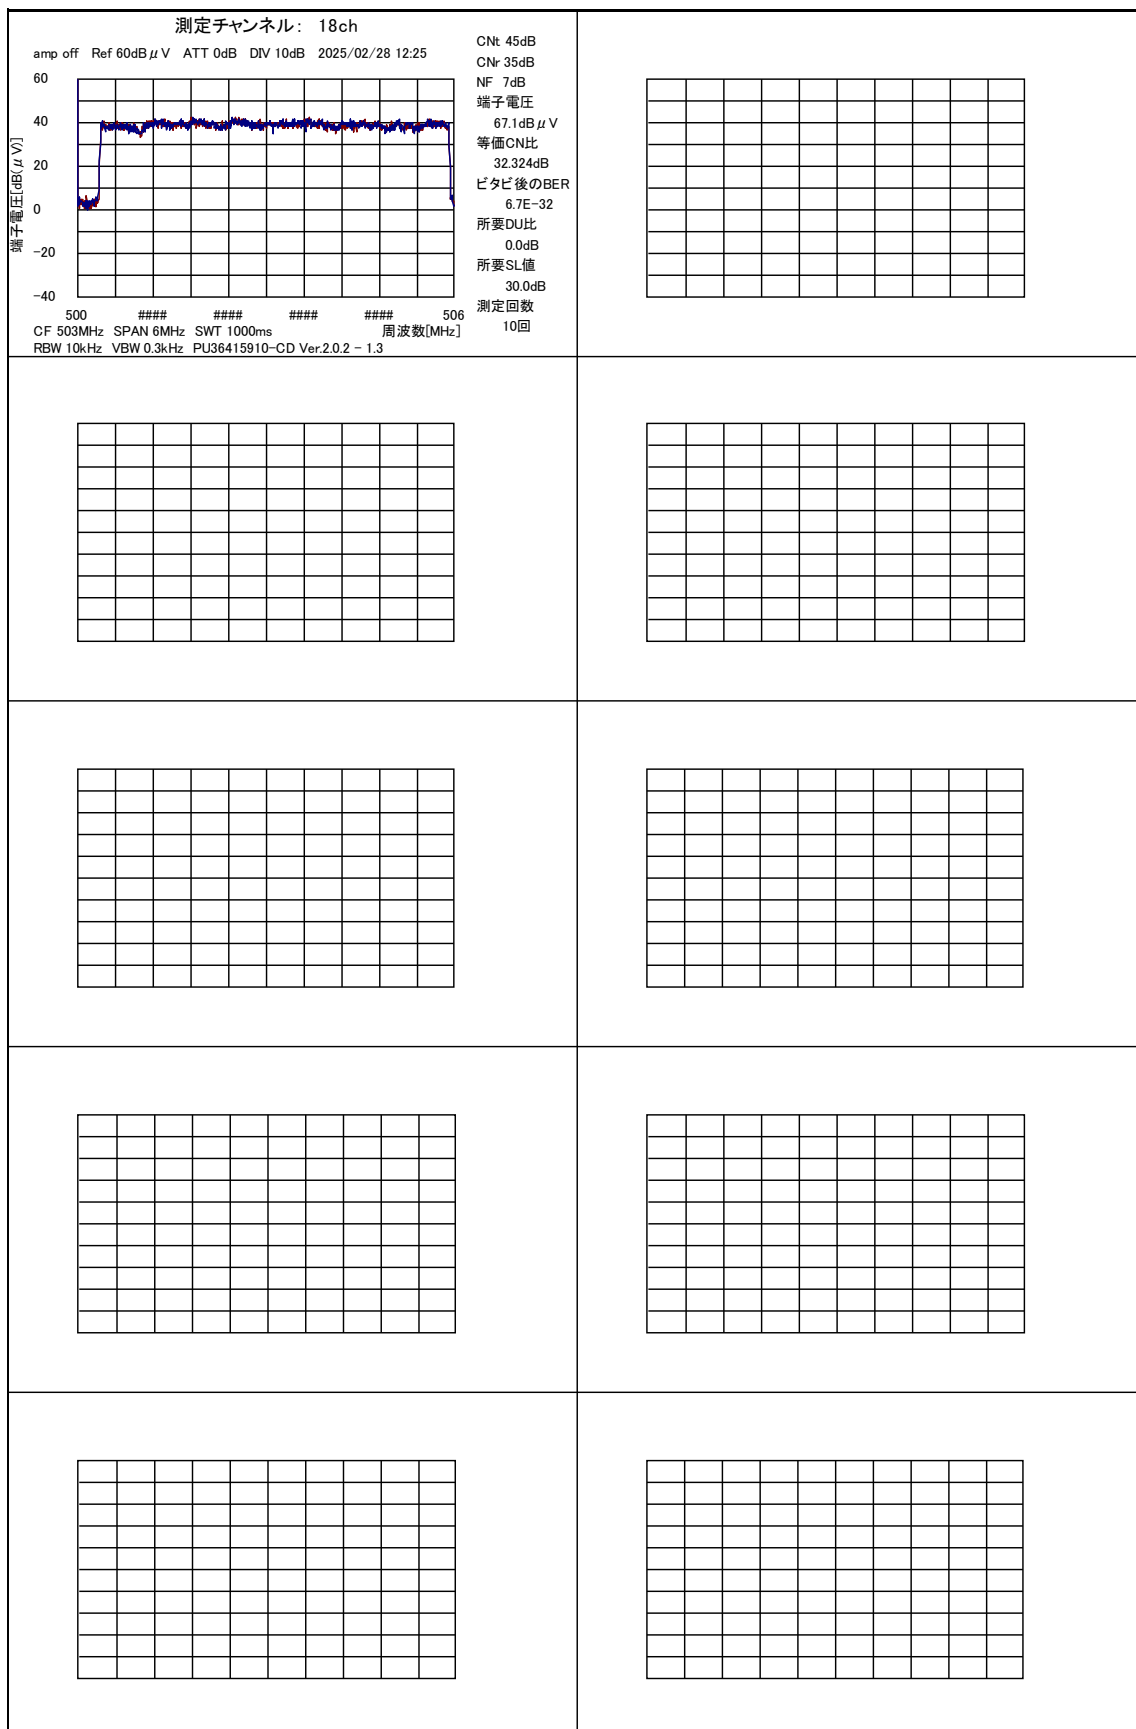 測定チャンネル： 18ch
amp off Ref 60dBμV ATT 0dB DIV 10dB 2025/02/28 12:25
60
40
20
0
-20
-40
端子電圧[dB(μV)]
500 #### #### #### #### 506
CF 503MHz SPAN 6MHz SWT 1000ms 周波数[MHz]
RBW 10kHz VBW 0.3kHz PU36415910-CD Ver.2.0.2 - 1.3
CNt 45dB
CNr 35dB
NF 7dB
端子電圧
67.1dBμV
等価CN比
32.324dB
ビタビ後のBER
6.7E-32
所要DU比
0.0dB
所要SL値
30.0dB
測定回数
10回